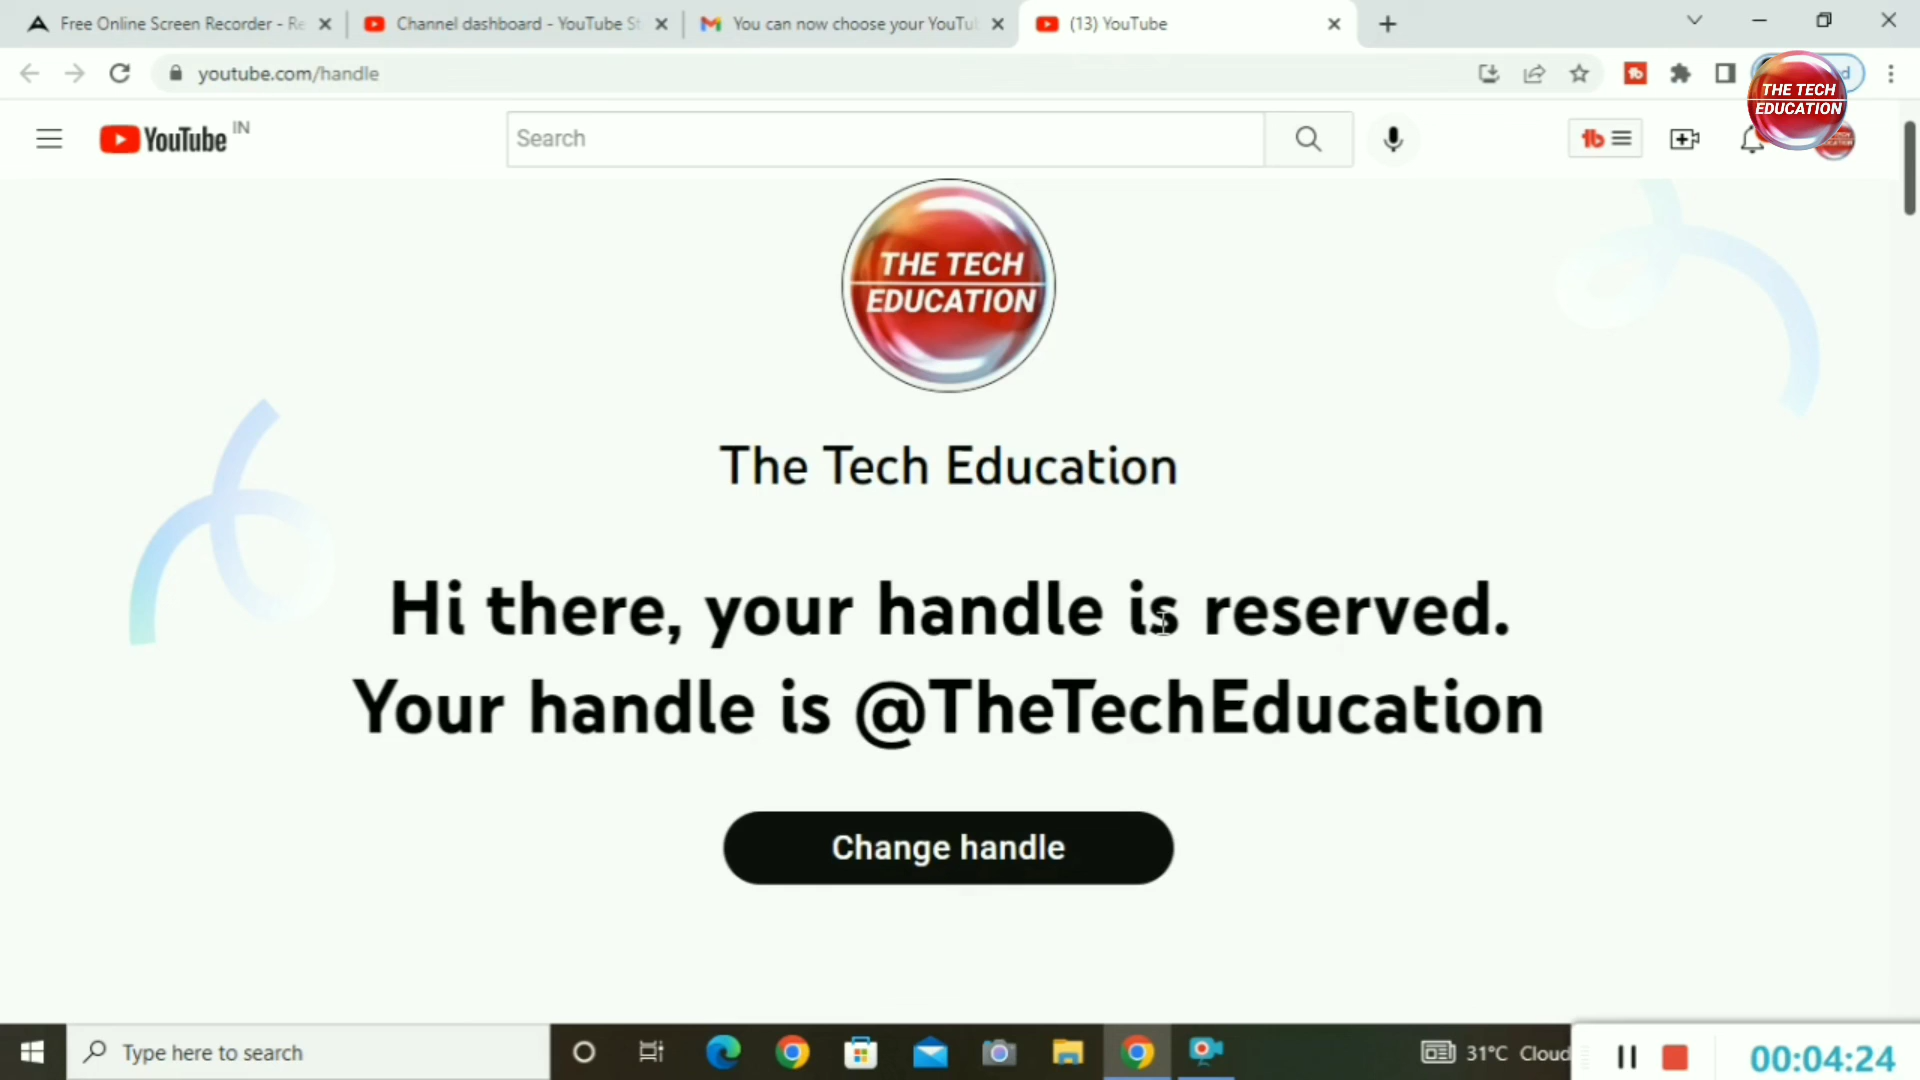 Free Online Screen Recorder - Re
Channel dashboard - YouTube St
You can now choose your YouTub
(13) YouTube
youtube.com/handle
THE TECH
EDUCATION
YouTube IN
Search
THE TECH
EDUCATION
The Tech Education
Hi there, your handle is reserved.
Your handle is @TheTechEducation
Change handle
Type here to search
31°C Cloud
00:04:24